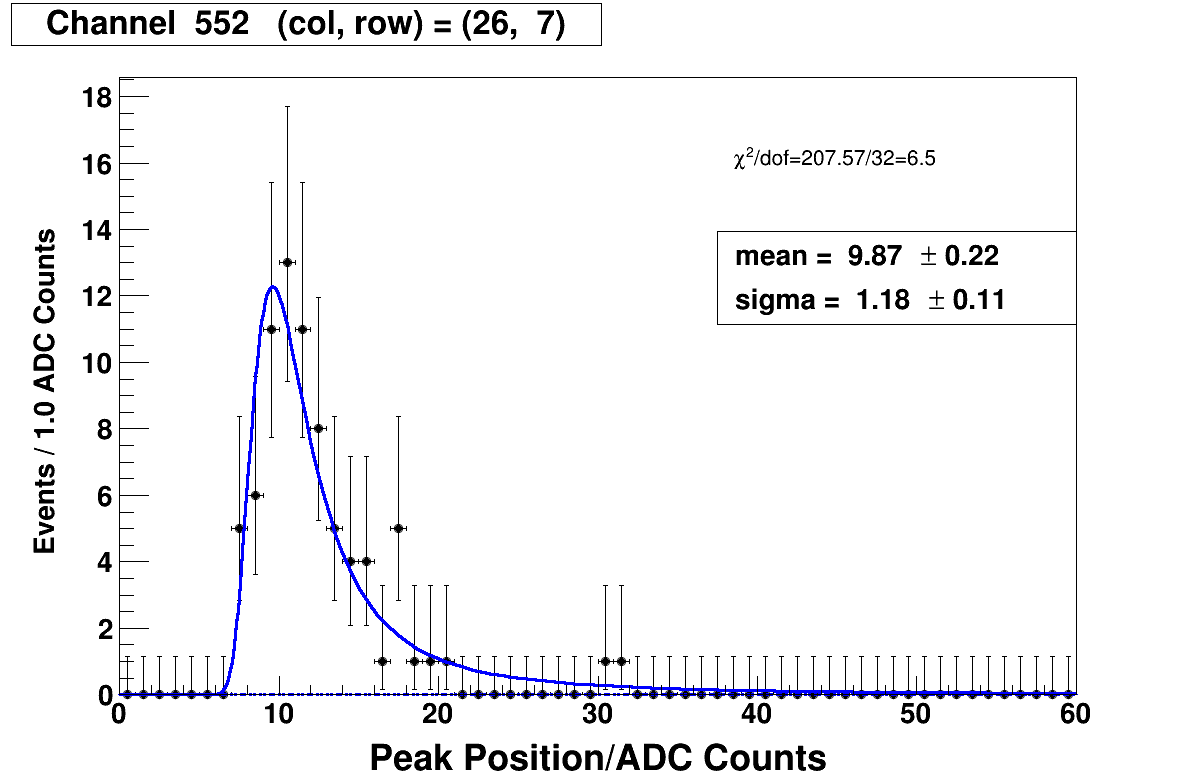 Channel 552 (col, row) = (26, 7)
18
16
14
12
10
8
6
4
2
0
Events / 1.0 ADC Counts
χ²/dof=207.57/32=6.5
mean = 9.87 ± 0.22
sigma = 1.18 ± 0.11
0 10 20 30 40 50 60
Peak Position/ADC Counts